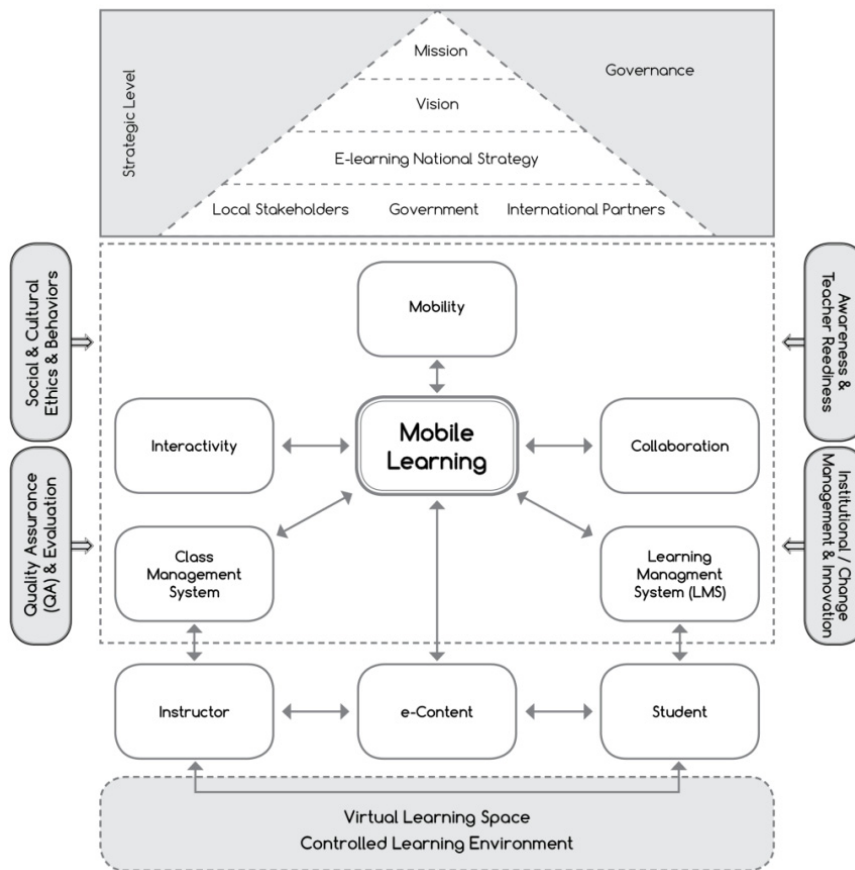 Mission
Governance
Strategic Level
Vision
E-learning National Strategy
Local Stakeholders Government International Partners
Social & Cultural
Ethics & Behaviors
Mobility
Awareness &
Teacher Reediness
Interactivity
Mobile
Learning
Collaboration
Quality Assurance
(QA) & Evaluation
Class
Management
System
Learning
Managment
System (LMS)
Institutional / Change
Management & Innovation
Instructor
e-Content
Student
Virtual Learning Space
Controlled Learning Environment